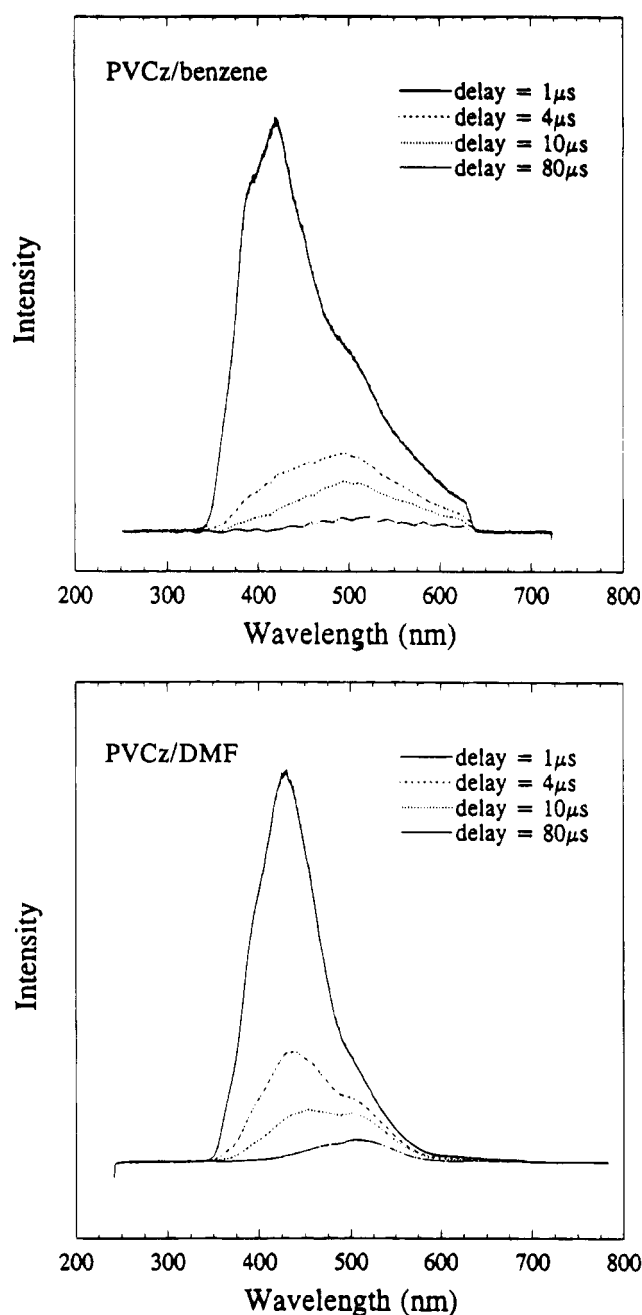 PVCz/benzene
delay = 1μs
delay = 4μs
delay = 10μs
delay = 80μs
Intensity
200 300 400 500 600 700 800
Wavelength (nm)
PVCz/DMF
delay = 1μs
delay = 4μs
delay = 10μs
delay = 80μs
Intensity
200 300 400 500 600 700 800
Wavelength (nm)